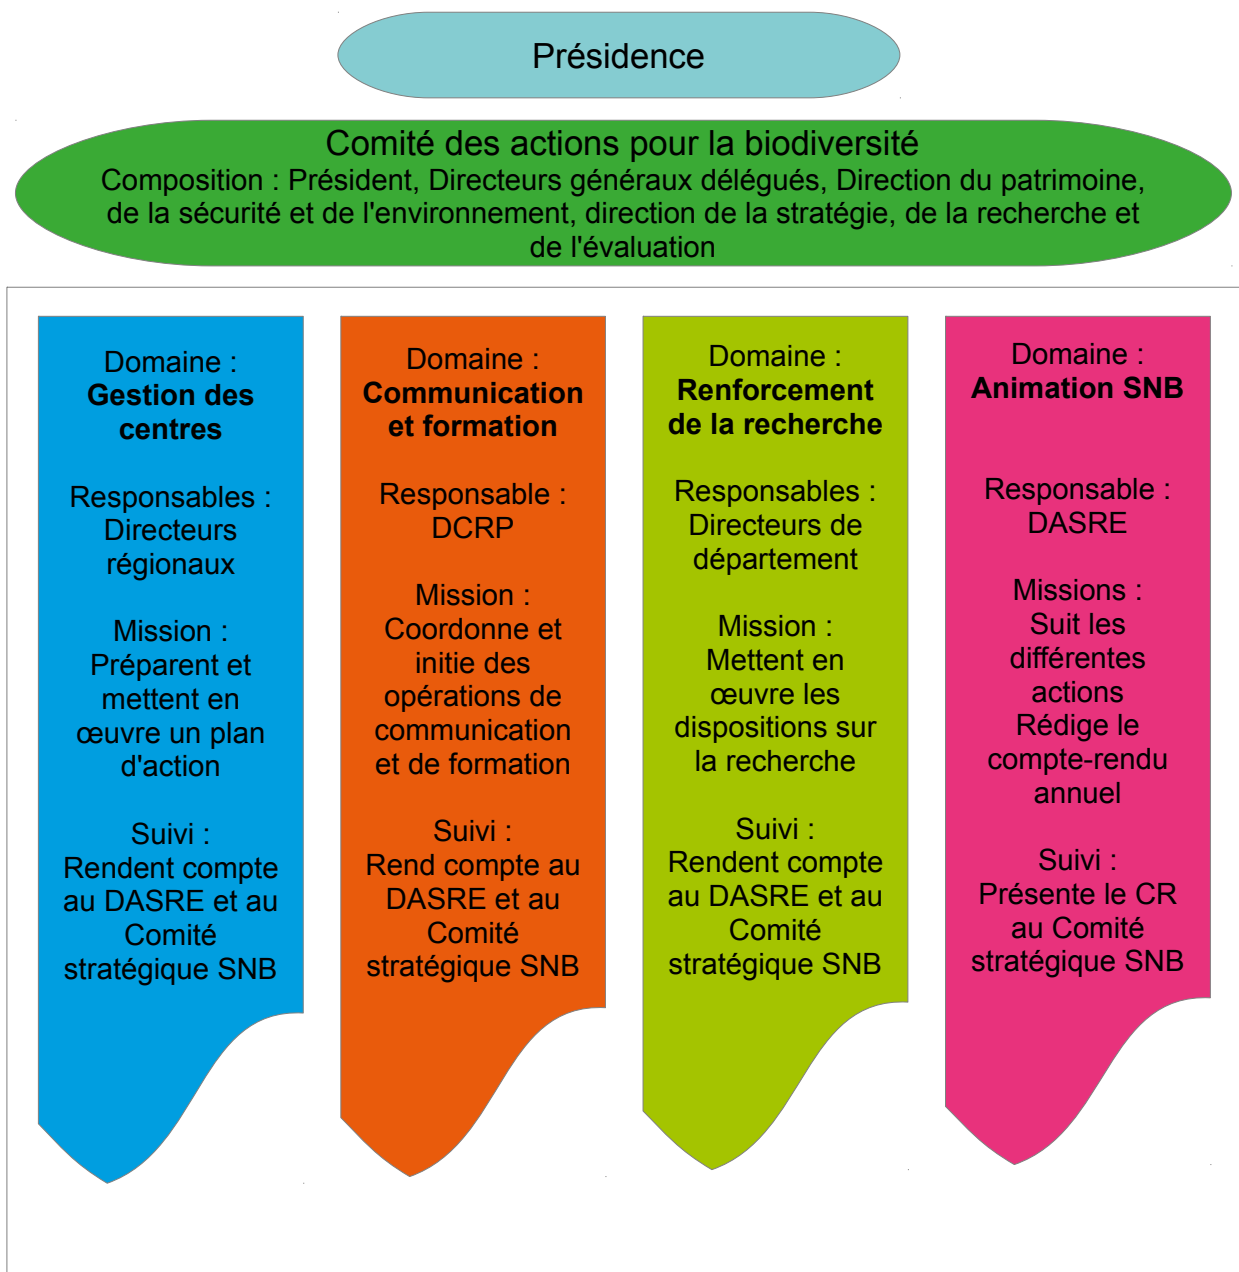 Présidence
Comité des actions pour la biodiversité
Composition : Président, Directeurs généraux délégués, Direction du patrimoine,
de la sécurité et de l'environnement, direction de la stratégie, de la recherche et
de l'évaluation
Domaine :
Gestion des
centres
Responsables :
Directeurs
régionaux
Mission :
Préparent et
mettent en
œuvre un plan
d'action
Suivi :
Rendent compte
au DASRE et au
Comité
stratégique SNB
Domaine :
Communication
et formation
Responsable :
DCRP
Mission :
Coordonne et
initie des
opérations de
communication
et de formation
Suivi :
Rend compte au
DASRE et au
Comité
stratégique SNB
Domaine :
Renforcement
de la recherche
Responsables :
Directeurs de
département
Mission :
Mettent en
œuvre les
dispositions sur
la recherche
Suivi :
Rendent compte
au DASRE et au
Comité
stratégique SNB
Domaine :
Animation SNB
Responsable :
DASRE
Missions :
Suit les
différentes
actions
Rédige le
compte-rendu
annuel
Suivi :
Présente le CR
au Comité
stratégique SNB